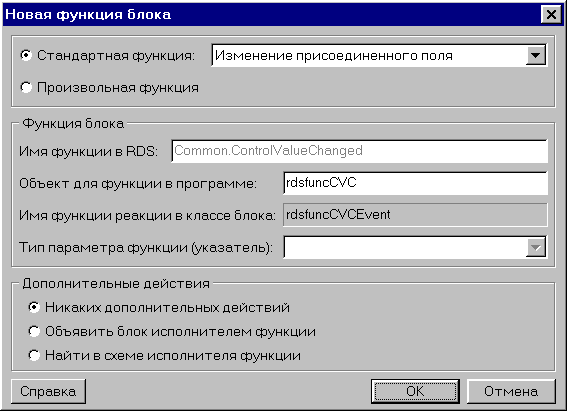 Новая функция блока
Стандартная функция: Изменение присоединенного поля
Произвольная функция
Функция блока
Имя функции в RDS: Common.ControlValueChanged
Объект для функции в программе: rdsfuncCVC
Имя функции реакции в классе блока: rdsfuncCVCEvent
Тип параметра функции (указатель):
Дополнительные действия
Никаких дополнительных действий
Объявить блок исполнителем функции
Найти в схеме исполнителя функции
Справка ОК Отмена